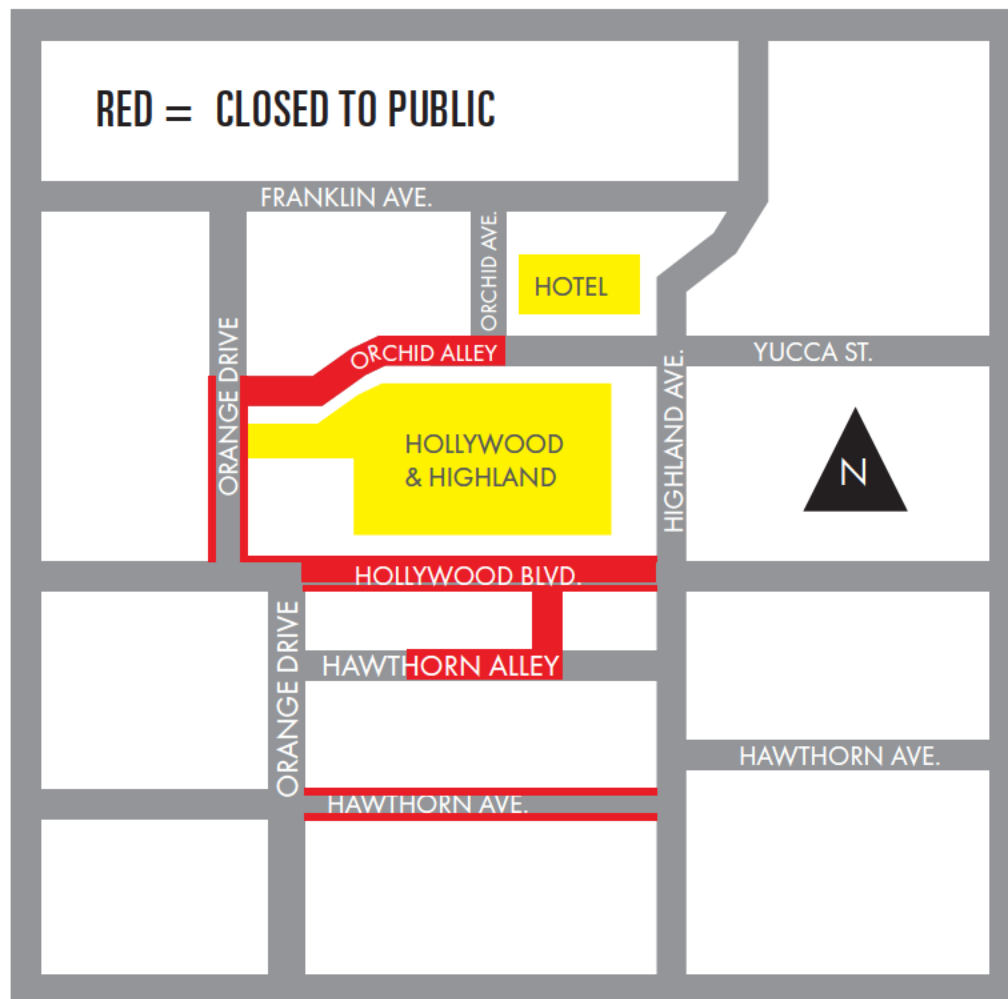 RED = CLOSED TO PUBLIC
FRANKLIN AVE.
ORCHID AVE.
HOTEL
ORCHID ALLEY
YUCCA ST.
ORANGE DRIVE
HOLLYWOOD
& HIGHLAND
HIGHLAND AVE.
N
HOLLYWOOD BLVD.
ORANGE DRIVE
HAWTHORN ALLEY
HAWTHORN AVE.
HAWTHORN AVE.